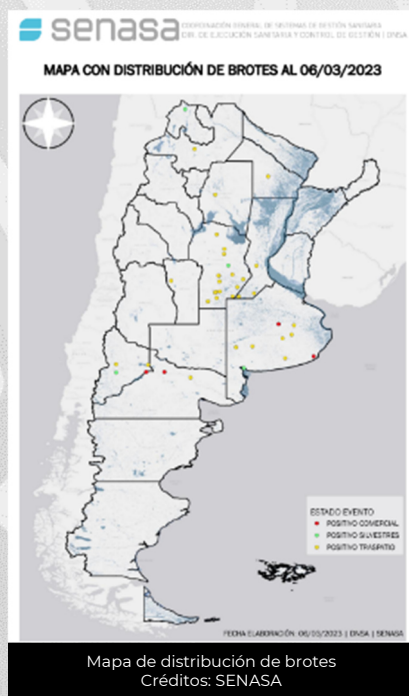 senasa
COORDINACIÓN GENERAL DE SISTEMAS DE GESTIÓN SANITARIA
DIR. DE EJECUCIÓN SANITARIA Y CONTROL DE GESTIÓN | DNSA
MAPA CON DISTRIBUCIÓN DE BROTES AL 06/03/2023
ESTADO EVENTO
POSITIVO COMERCIAL
POSITIVO SILVESTRES
POSITIVO TRASPATIO
FECHA ELABORACIÓN: 06/03/2023 | DNSA | SENASA
Mapa de distribución de brotes
Créditos: SENASA